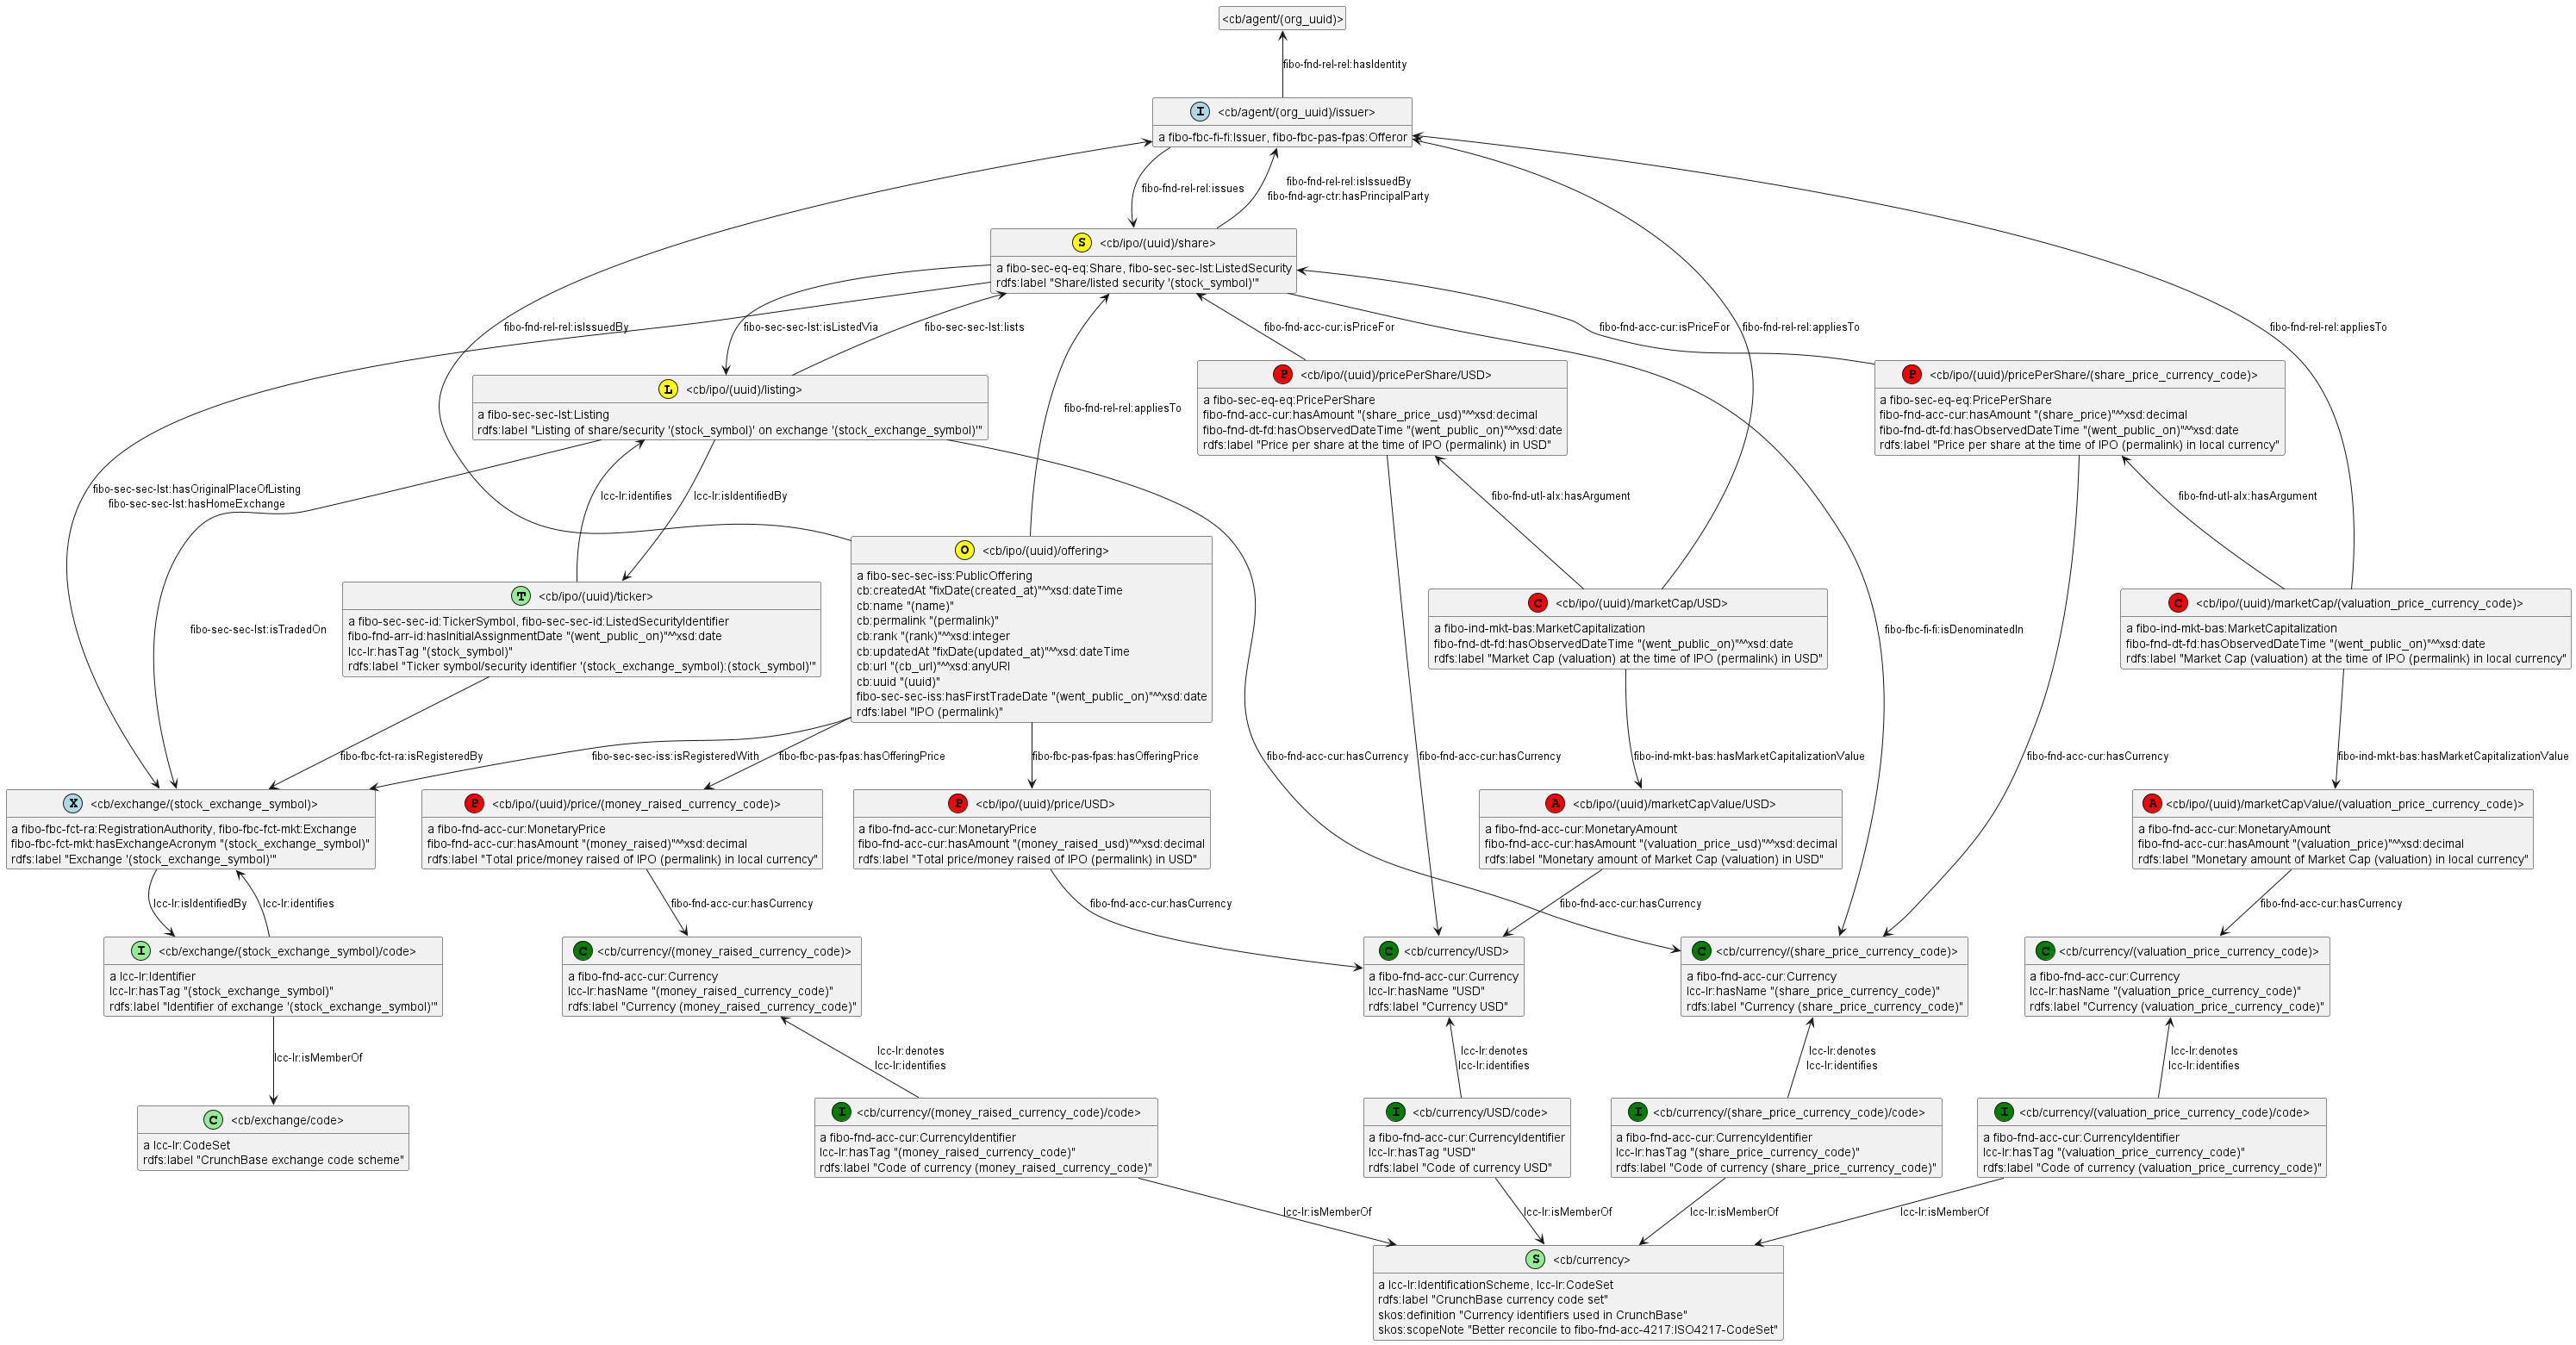 <cb/agent/(org_uuid)>
fibo-fnd-rel-rel:hasIdentity
I <cb/agent/(org_uuid)/issuer>
a fibo-fbc-fi-fi:Issuer, fibo-fbc-pas-fpas:Offeror
fibo-fnd-rel-rel:issues
fibo-fnd-rel-rel:isIssuedBy
fibo-fnd-agr-ctr:hasPrincipalParty
S <cb/ipo/(uuid)/share>
a fibo-sec-eq-eq:Share, fibo-sec-sec-lst:ListedSecurity
rdfs:label "Share/listed security '(stock_symbol)'"
fibo-fnd-rel-rel:isIssuedBy
fibo-sec-sec-lst:isListedVia
fibo-sec-sec-lst:lists
fibo-fnd-acc-cur:isPriceFor
fibo-fnd-acc-cur:isPriceFor
fibo-fnd-rel-rel:appliesTo
fibo-fnd-rel-rel:appliesTo
L <cb/ipo/(uuid)/listing>
a fibo-sec-sec-lst:Listing
rdfs:label "Listing of share/security '(stock_symbol)' on exchange '(stock_exchange_symbol)'"
fibo-fnd-rel-rel:appliesTo
P <cb/ipo/(uuid)/pricePerShare/USD>
a fibo-sec-eq-eq:PricePerShare
fibo-fnd-acc-cur:hasAmount "(share_price_usd)"^^xsd:decimal
fibo-fnd-dt-fd:hasObservedDateTime "(went_public_on)"^^xsd:date
rdfs:label "Price per share at the time of IPO (permalink) in USD"
P <cb/ipo/(uuid)/pricePerShare/(share_price_currency_code)>
a fibo-sec-eq-eq:PricePerShare
fibo-fnd-acc-cur:hasAmount "(share_price)"^^xsd:decimal
fibo-fnd-dt-fd:hasObservedDateTime "(went_public_on)"^^xsd:date
rdfs:label "Price per share at the time of IPO (permalink) in local currency"
fibo-sec-sec-lst:hasOriginalPlaceOfListing
fibo-sec-sec-lst:hasHomeExchange
lcc-lr:identifies
lcc-lr:isIdentifiedBy
fibo-fnd-utl-alx:hasArgument
fibo-fnd-utl-alx:hasArgument
fibo-sec-sec-lst:isTradedOn
T <cb/ipo/(uuid)/ticker>
a fibo-sec-sec-id:TickerSymbol, fibo-sec-sec-id:ListedSecurityIdentifier
fibo-fnd-arr-id:hasInitialAssignmentDate "(went_public_on)"^^xsd:date
lcc-lr:hasTag "(stock_symbol)"
rdfs:label "Ticker symbol/security identifier '(stock_exchange_symbol):(stock_symbol)'"
O <cb/ipo/(uuid)/offering>
a fibo-sec-sec-iss:PublicOffering
cb:createdAt "fixDate(created_at)"^^xsd:dateTime
cb:name "(name)"
cb:permalink "(permalink)"
cb:rank "(rank)"^^xsd:integer
cb:updatedAt "fixDate(updated_at)"^^xsd:dateTime
cb:url "(cb_url)"^^xsd:anyURI
cb:uuid "(uuid)"
fibo-sec-sec-iss:hasFirstTradeDate "(went_public_on)"^^xsd:date
rdfs:label "IPO (permalink)"
C <cb/ipo/(uuid)/marketCap/USD>
a fibo-ind-mkt-bas:MarketCapitalization
fibo-fnd-dt-fd:hasObservedDateTime "(went_public_on)"^^xsd:date
rdfs:label "Market Cap (valuation) at the time of IPO (permalink) in USD"
fibo-fbc-fi-fi:isDenominatedIn
C <cb/ipo/(uuid)/marketCap/(valuation_price_currency_code)>
a fibo-ind-mkt-bas:MarketCapitalization
fibo-fnd-dt-fd:hasObservedDateTime "(went_public_on)"^^xsd:date
rdfs:label "Market Cap (valuation) at the time of IPO (permalink) in local currency"
fibo-fbc-fct-ra:isRegisteredBy
fibo-sec-sec-iss:isRegisteredWith
fibo-fbc-pas-fpas:hasOfferingPrice
fibo-fbc-pas-fpas:hasOfferingPrice
fibo-fnd-acc-cur:hasCurrency
fibo-fnd-acc-cur:hasCurrency
fibo-ind-mkt-bas:hasMarketCapitalizationValue
fibo-fnd-acc-cur:hasCurrency
fibo-ind-mkt-bas:hasMarketCapitalizationValue
X <cb/exchange/(stock_exchange_symbol)>
a fibo-fbc-fct-ra:RegistrationAuthority, fibo-fbc-fct-mkt:Exchange
fibo-fbc-fct-mkt:hasExchangeAcronym "(stock_exchange_symbol)"
rdfs:label "Exchange '(stock_exchange_symbol)'"
P <cb/ipo/(uuid)/price/(money_raised_currency_code)>
a fibo-fnd-acc-cur:MonetaryPrice
fibo-fnd-acc-cur:hasAmount "(money_raised)"^^xsd:decimal
rdfs:label "Total price/money raised of IPO (permalink) in local currency"
P <cb/ipo/(uuid)/price/USD>
a fibo-fnd-acc-cur:MonetaryPrice
fibo-fnd-acc-cur:hasAmount "(money_raised_usd)"^^xsd:decimal
rdfs:label "Total price/money raised of IPO (permalink) in USD"
A <cb/ipo/(uuid)/marketCapValue/USD>
a fibo-fnd-acc-cur:MonetaryAmount
fibo-fnd-acc-cur:hasAmount "(valuation_price_usd)"^^xsd:decimal
rdfs:label "Monetary amount of Market Cap (valuation) in USD"
A <cb/ipo/(uuid)/marketCapValue/(valuation_price_currency_code)>
a fibo-fnd-acc-cur:MonetaryAmount
fibo-fnd-acc-cur:hasAmount "(valuation_price)"^^xsd:decimal
rdfs:label "Monetary amount of Market Cap (valuation) in local currency"
lcc-lr:isIdentifiedBy
lcc-lr:identifies
fibo-fnd-acc-cur:hasCurrency
fibo-fnd-acc-cur:hasCurrency
fibo-fnd-acc-cur:hasCurrency
fibo-fnd-acc-cur:hasCurrency
I <cb/exchange/(stock_exchange_symbol)/code>
a lcc-lr:Identifier
lcc-lr:hasTag "(stock_exchange_symbol)"
rdfs:label "Identifier of exchange '(stock_exchange_symbol)'"
C <cb/currency/(money_raised_currency_code)>
a fibo-fnd-acc-cur:Currency
lcc-lr:hasName "(money_raised_currency_code)"
rdfs:label "Currency (money_raised_currency_code)"
C <cb/currency/USD>
a fibo-fnd-acc-cur:Currency
lcc-lr:hasName "USD"
rdfs:label "Currency USD"
C <cb/currency/(share_price_currency_code)>
a fibo-fnd-acc-cur:Currency
lcc-lr:hasName "(share_price_currency_code)"
rdfs:label "Currency (share_price_currency_code)"
C <cb/currency/(valuation_price_currency_code)>
a fibo-fnd-acc-cur:Currency
lcc-lr:hasName "(valuation_price_currency_code)"
rdfs:label "Currency (valuation_price_currency_code)"
lcc-lr:isMemberOf
lcc-lr:denotes
lcc-lr:identifies
lcc-lr:denotes
lcc-lr:identifies
lcc-lr:denotes
lcc-lr:identifies
lcc-lr:denotes
lcc-lr:identifies
C <cb/exchange/code>
a lcc-lr:CodeSet
rdfs:label "CrunchBase exchange code scheme"
I <cb/currency/(money_raised_currency_code)/code>
a fibo-fnd-acc-cur:CurrencyIdentifier
lcc-lr:hasTag "(money_raised_currency_code)"
rdfs:label "Code of currency (money_raised_currency_code)"
I <cb/currency/USD/code>
a fibo-fnd-acc-cur:CurrencyIdentifier
lcc-lr:hasTag "USD"
rdfs:label "Code of currency USD"
I <cb/currency/(share_price_currency_code)/code>
a fibo-fnd-acc-cur:CurrencyIdentifier
lcc-lr:hasTag "(share_price_currency_code)"
rdfs:label "Code of currency (share_price_currency_code)"
I <cb/currency/(valuation_price_currency_code)/code>
a fibo-fnd-acc-cur:CurrencyIdentifier
lcc-lr:hasTag "(valuation_price_currency_code)"
rdfs:label "Code of currency (valuation_price_currency_code)"
lcc-lr:isMemberOf
lcc-lr:isMemberOf
lcc-lr:isMemberOf
lcc-lr:isMemberOf
S <cb/currency>
a lcc-lr:IdentificationScheme, lcc-lr:CodeSet
rdfs:label "CrunchBase currency code set"
skos:definition "Currency identifiers used in CrunchBase"
skos:scopeNote "Better reconcile to fibo-fnd-acc-4217:ISO4217-CodeSet"